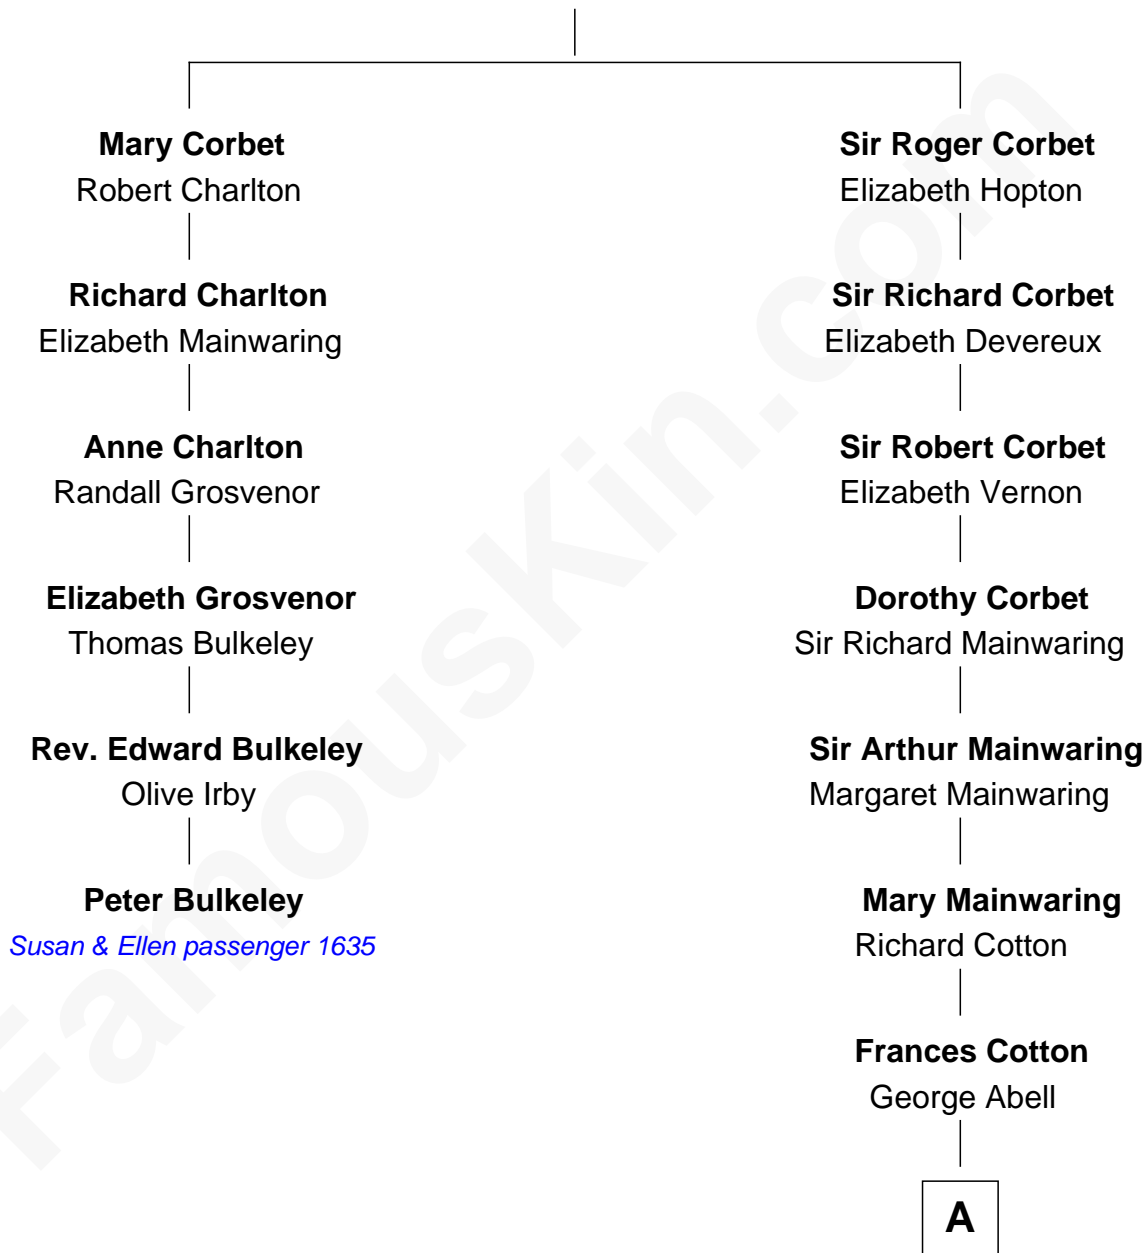 Mary Corbet
Robert Charlton
Richard Charlton
Elizabeth Mainwaring
Anne Charlton
Randall Grosvenor
Elizabeth Grosvenor
Thomas Bulkeley
Rev. Edward Bulkeley
Olive Irby
Peter Bulkeley
Susan & Ellen passenger 1635
Sir Roger Corbet
Elizabeth Hopton
Sir Richard Corbet
Elizabeth Devereux
Sir Robert Corbet
Elizabeth Vernon
Dorothy Corbet
Sir Richard Mainwaring
Sir Arthur Mainwaring
Margaret Mainwaring
Mary Mainwaring
Richard Cotton
Frances Cotton
George Abell
A
FamousKin.com